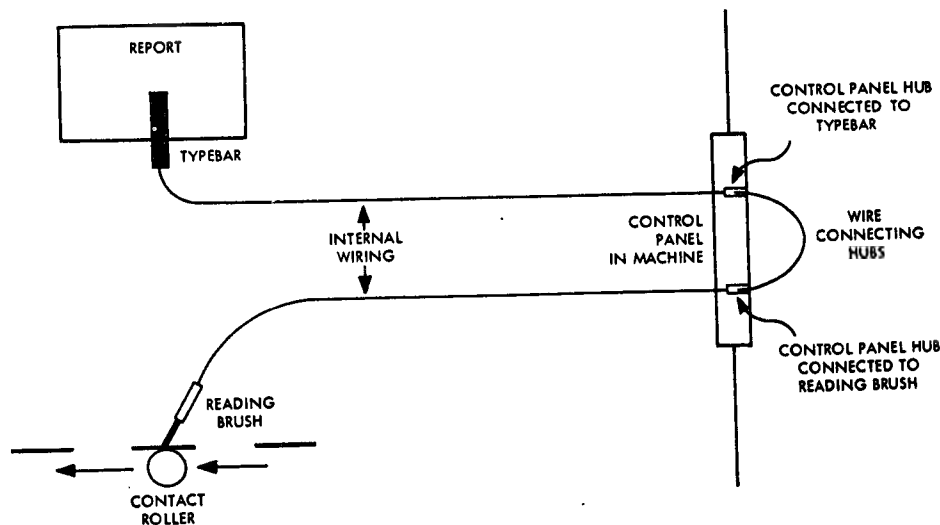 REPORT
TYPEBAR
CONTROL PANEL HUB
CONNECTED TO
TYPEBAR
INTERNAL
WIRING
CONTROL
PANEL
IN MACHINE
WIRE
CONNECTING
HUBS
READING
BRUSH
CONTROL PANEL HUB
CONNECTED TO
READING BRUSH
CONTACT
ROLLER